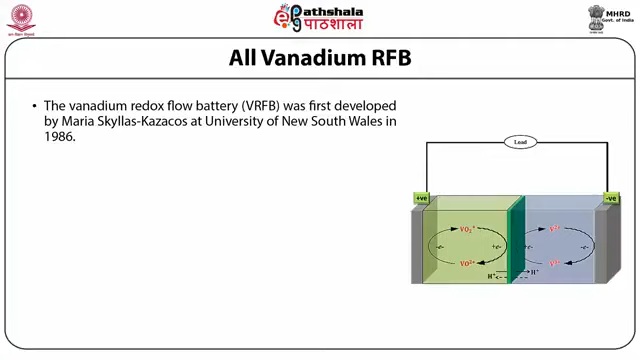 Pathshala
पाठशाला
MHRD
Govt. of India
All Vanadium RFB
• The vanadium redox flow battery (VRFB) was first developed
by Maria Skyllas-Kazacos at University of New South Wales in
1986.
Load
+ve
-ve
VO₂⁺
V²⁺
-e-
+e-
+e-
-e-
VO²⁺
V³⁺
H⁺
H⁺